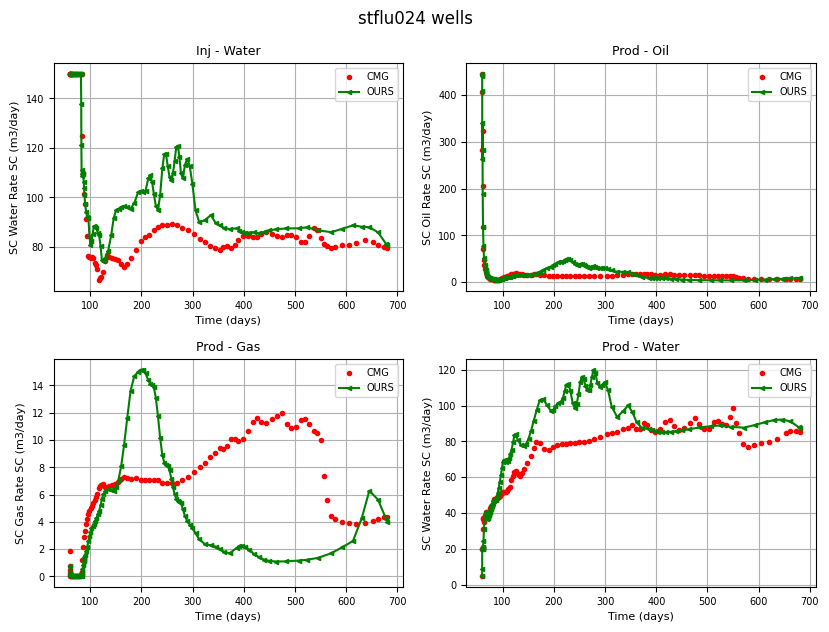 stflu024 wells
Inj - Water
SC Water Rate SC (m3/day)
140
120
100
80
100 200 300 400 500 600 700
Time (days)
CMG
OURS
Prod - Oil
SC Oil Rate SC (m3/day)
400
300
200
100
0
100 200 300 400 500 600 700
Time (days)
CMG
OURS
Prod - Gas
SC Gas Rate SC (m3/day)
14
12
10
8
6
4
2
0
100 200 300 400 500 600 700
Time (days)
CMG
OURS
Prod - Water
SC Water Rate SC (m3/day)
120
100
80
60
40
20
0
100 200 300 400 500 600 700
Time (days)
CMG
OURS